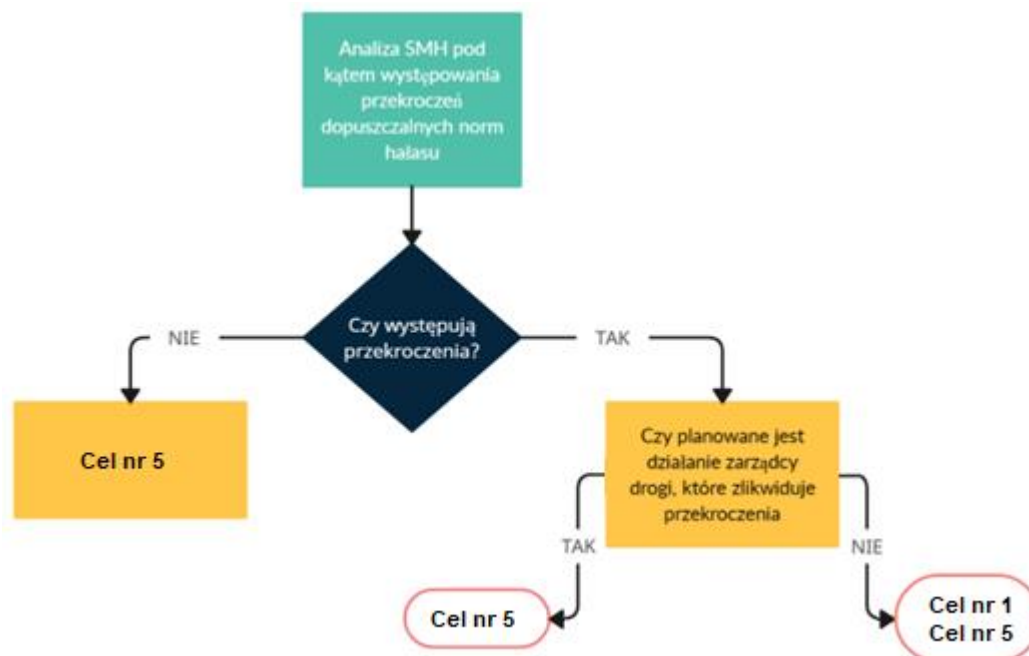 Analiza SMH pod
kątem występowania
przekroczeń
dopuszczalnych norm
hałasu
Czy występują
przekroczenia?
NIE
TAK
Cel nr 5
Czy planowane jest
działanie zarządcy
drogi, które zlikwiduje
przekroczenia
TAK
NIE
Cel nr 5
Cel nr 1
Cel nr 5